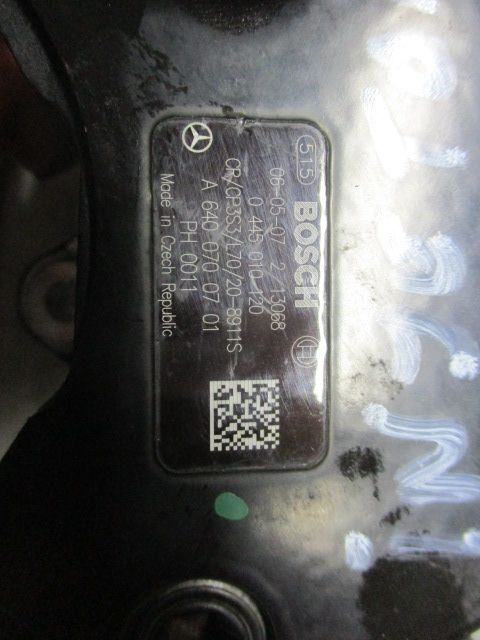 515 BOSCH
06-05-07 2 13068
0 445 010 120
CR/CP3S3/L70/20-8911S
A 640 070 07 01
PH 0011
Made in Czech Republic